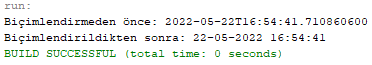 run:
Biçimlendirmeden önce: 2022-05-22T16:54:41.710860600
Biçimlendirildikten sonra: 22-05-2022 16:54:41
BUILD SUCCESSFUL (total time: 0 seconds)